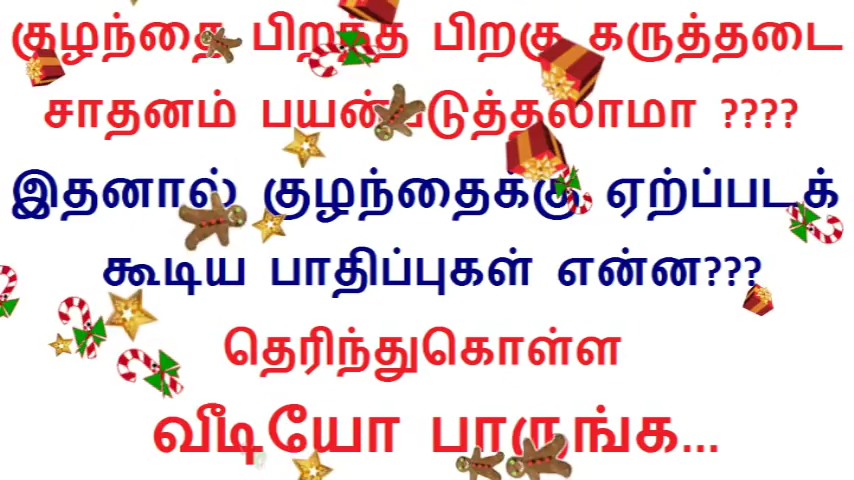 குழந்தை பிறந்த பிறகு கருத்தடை
சாதனம் பயன்படுத்தலாமா ????
இதனால் குழந்தைக்கு ஏற்ப்படக்
கூடிய பாதிப்புகள் என்ன???
தெரிந்துகொள்ள
வீடியோ பாருங்க...